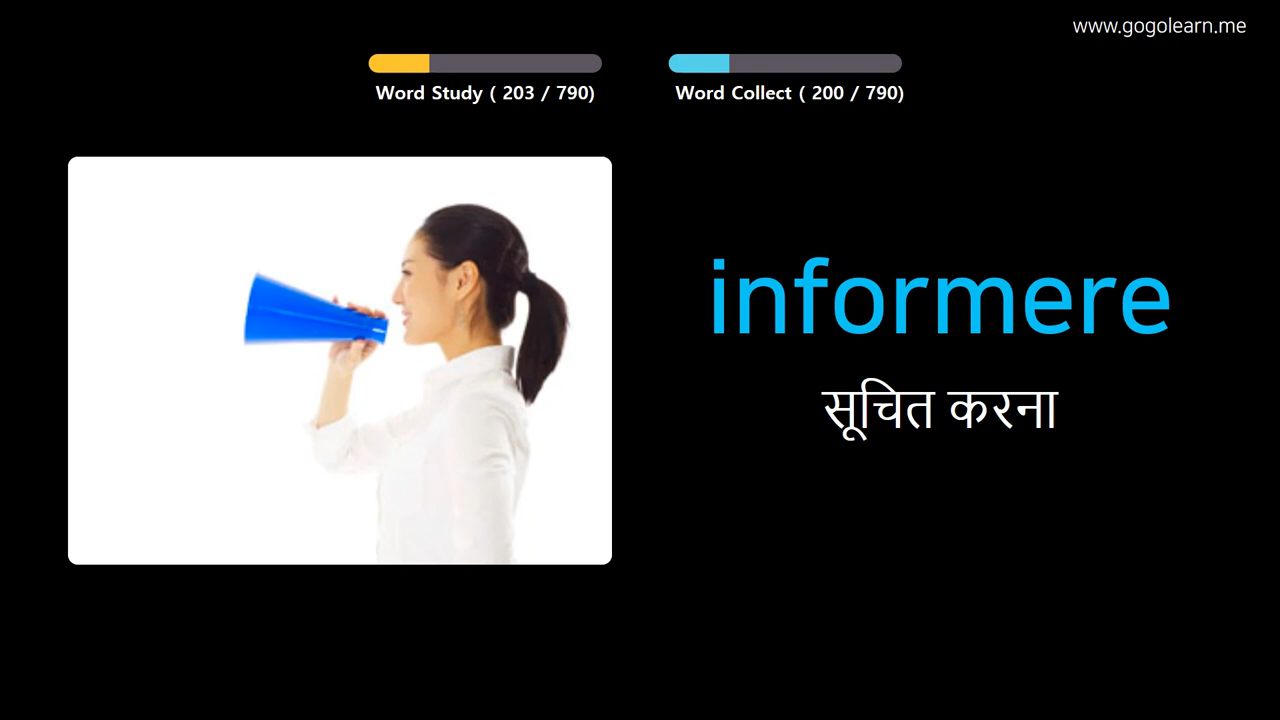 www.gogolearn.me
Word Study ( 203 / 790)
Word Collect ( 200 / 790)
informere
सूचित करना